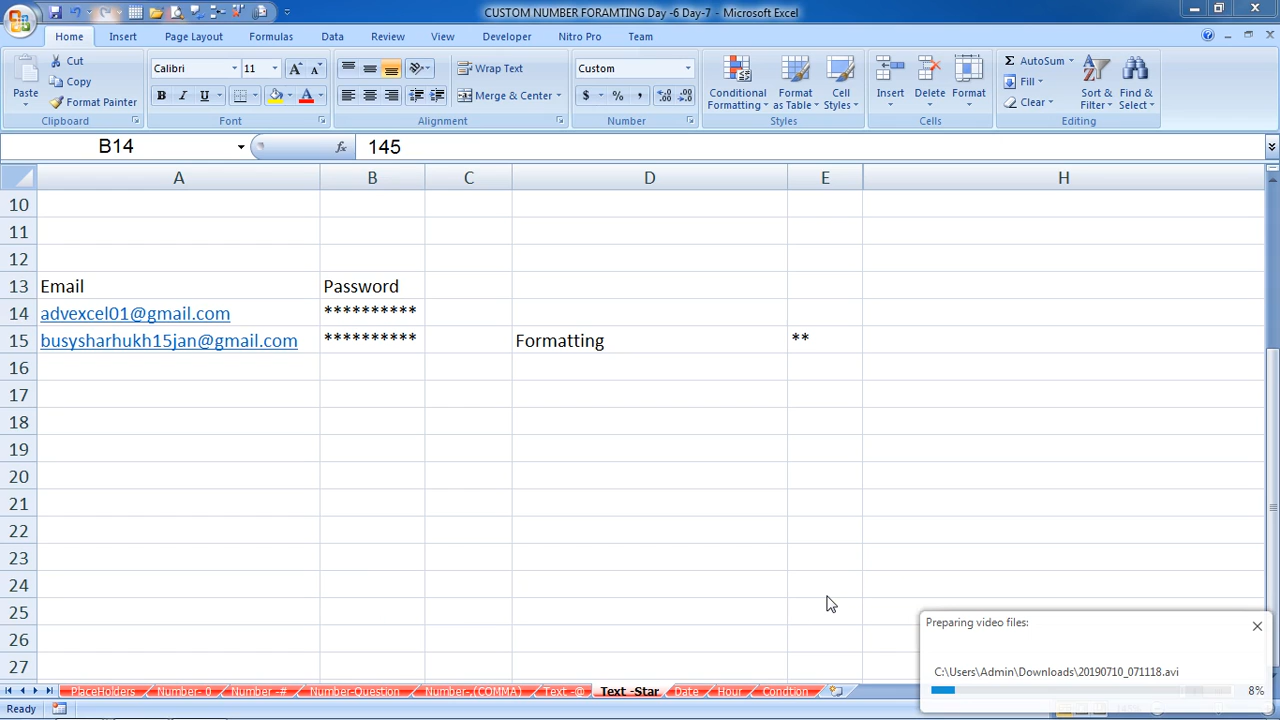 CUSTOM NUMBER FORAMTING Day -6 Day-7 - Microsoft Excel
Home Insert Page Layout Formulas Data Review View Developer Nitro Pro Team
Paste Cut Copy Format Painter Clipboard
Calibri 11 B I U A A A Font
Wrap Text Merge & Center Alignment
Custom $ % , Number
Conditional Formatting Format as Table Cell Styles Styles
Insert Delete Format Cells
Σ AutoSum Fill Clear Sort & Filter Find & Select Editing
B14 fx 145
A B C D E H
10
11
12
13 Email Password
14 advexcel01@gmail.com **********
15 busysharhukh15jan@gmail.com ********** Formatting **
16
17
18
19
20
21
22
23
24
25
26
27
Preparing video files:
C:\Users\Admin\Downloads\20190710_071118.avi
8%
PlaceHolders Number- 0 Number -# Number-Question Number-,(COMMA) Text -@ Text -Star Date Hour Condtion
Ready